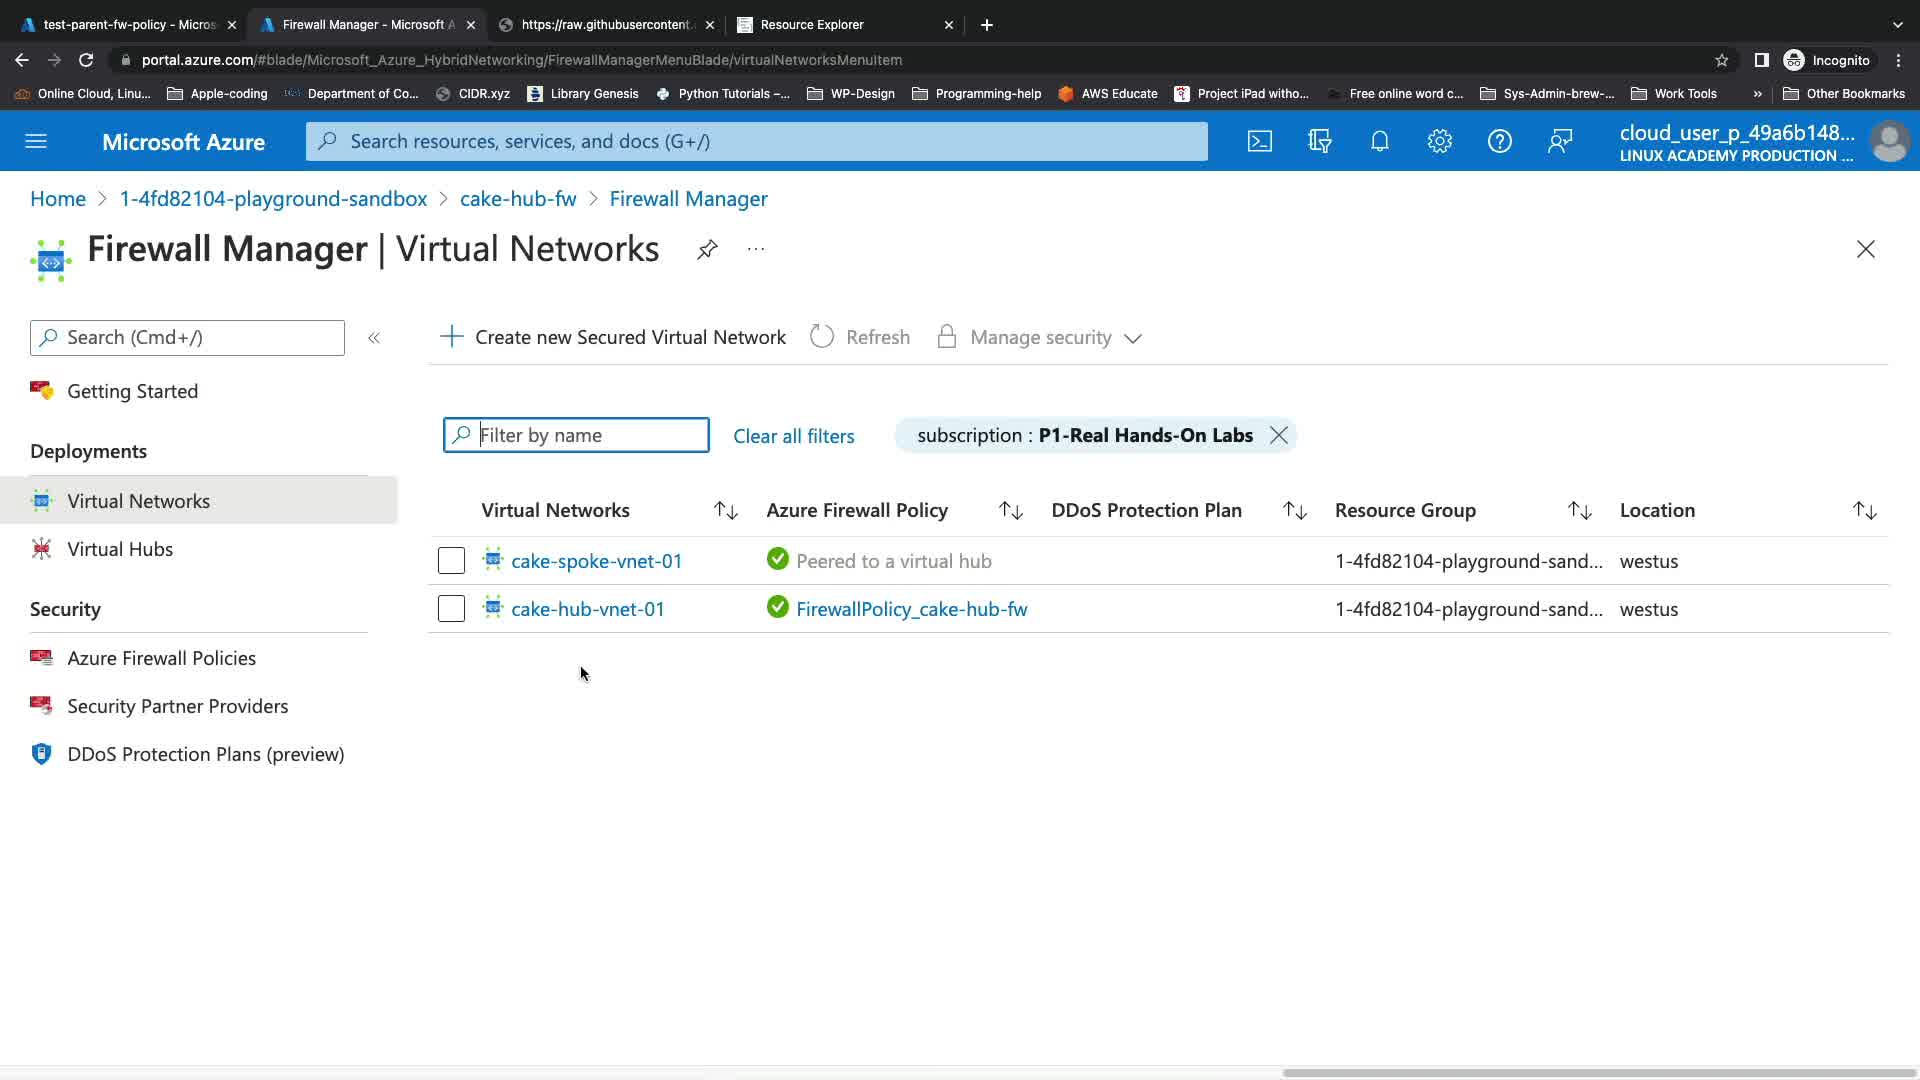 test-parent-fw-policy - Micros
Firewall Manager - Microsoft A
https://raw.githubusercontent.
Resource Explorer
portal.azure.com/#blade/Microsoft_Azure_HybridNetworking/FirewallManagerMenuBlade/virtualNetworksMenuItem
Incognito
Online Cloud, Linu...
Apple-coding
Department of Co...
CIDR.xyz
Library Genesis
Python Tutorials –...
WP-Design
Programming-help
AWS Educate
Project iPad witho...
Free online word c...
Sys-Admin-brew-...
Work Tools
»
Other Bookmarks
Microsoft Azure
Search resources, services, and docs (G+/)
cloud_user_p_49a6b148...
LINUX ACADEMY PRODUCTION ...
Home > 1-4fd82104-playground-sandbox > cake-hub-fw > Firewall Manager
Firewall Manager | Virtual Networks
...
Search (Cmd+/)
«
Getting Started
Deployments
Virtual Networks
Virtual Hubs
Security
Azure Firewall Policies
Security Partner Providers
DDoS Protection Plans (preview)
Create new Secured Virtual Network
Refresh
Manage security
Filter by name
Clear all filters
subscription : P1-Real Hands-On Labs
Virtual Networks
Azure Firewall Policy
DDoS Protection Plan
Resource Group
Location
cake-spoke-vnet-01
Peered to a virtual hub
1-4fd82104-playground-sand...
westus
cake-hub-vnet-01
FirewallPolicy_cake-hub-fw
1-4fd82104-playground-sand...
westus